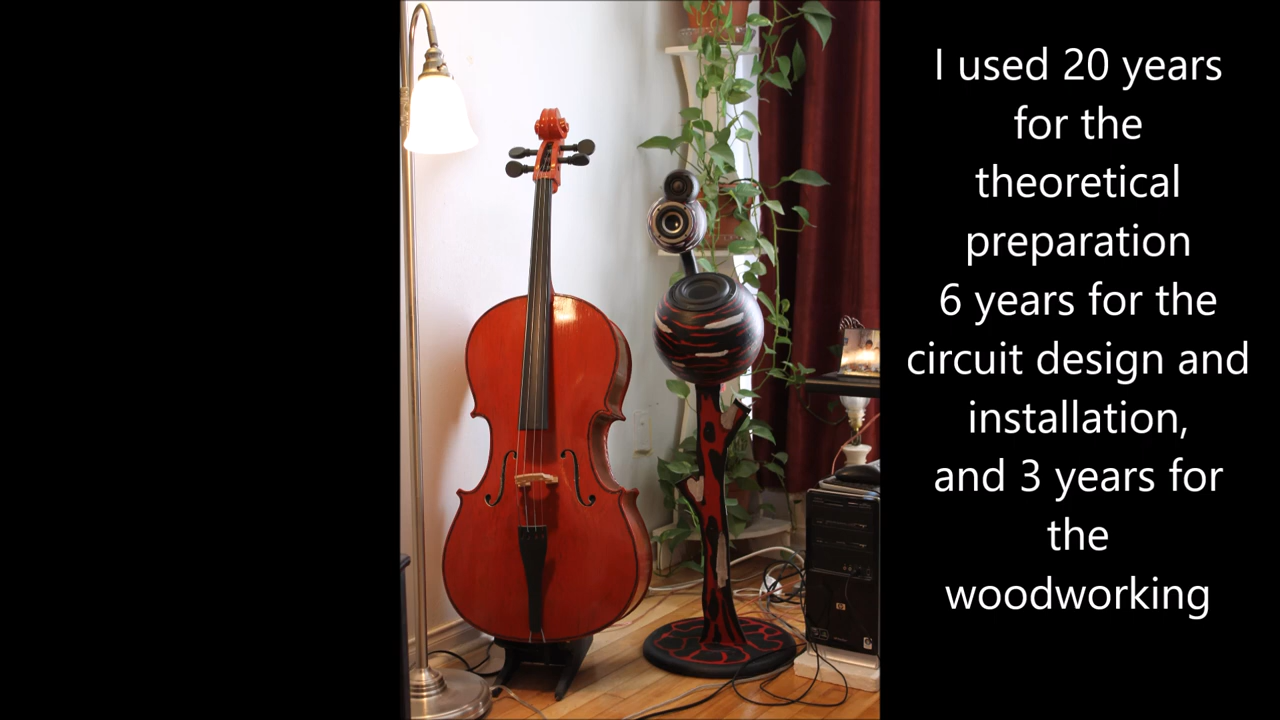 I used 20 years
for the
theoretical
preparation
6 years for the
circuit design and
installation,
and 3 years for
the
woodworking